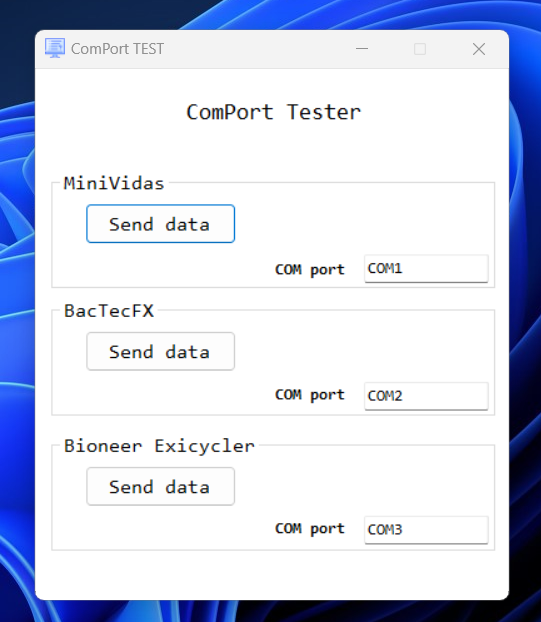 ComPort TEST
ComPort Tester
MiniVidas
Send data
COM port COM1
BacTecFX
Send data
COM port COM2
Bioneer Exicycler
Send data
COM port COM3